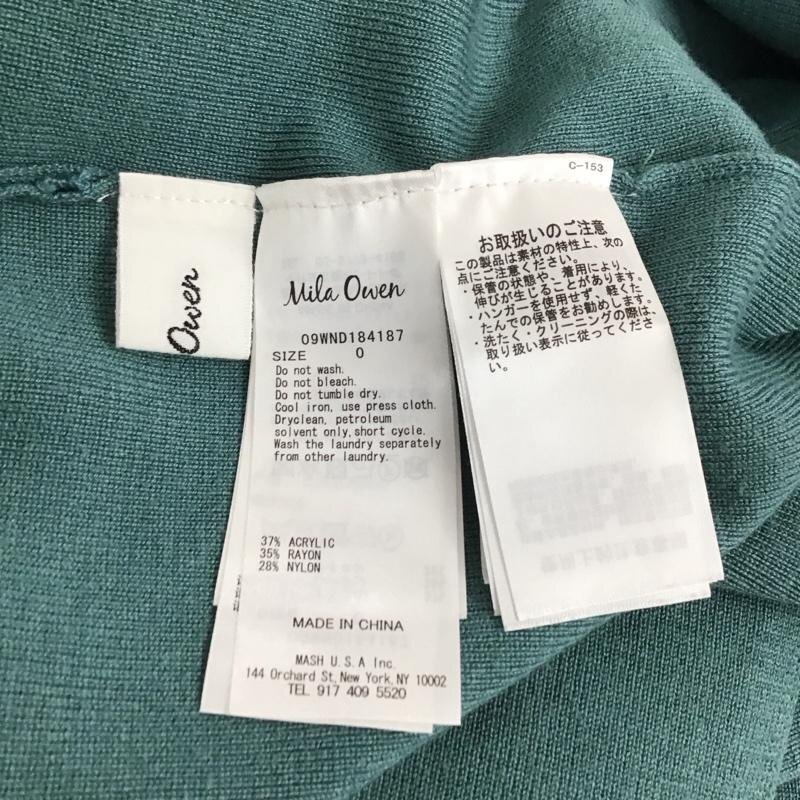 Owen
Mila Owen
09WND184187
SIZE 0
Do not wash.
Do not bleach.
Do not tumble dry.
Cool iron, use press cloth.
Dryclean, petroleum
solvent only,short cycle.
Wash the laundry separately
from other laundry.
37% ACRYLIC
35% RAYON
28% NYLON
MADE IN CHINA
MASH U.S.A Inc.
144 Orchard St, New York, NY 10002
TEL 917 409 5520
C-153
お取扱いのご注意
この製品は素材の特性上、次の
点にご注意ください。
・保管の状態や、着用により、
伸びが生じることがあります。
・ハンガーを使用せず、軽くた
たんでの保管をお勧めします。
・洗たく・クリーニングの際は、
取り扱い表示に従ってくださ
い。